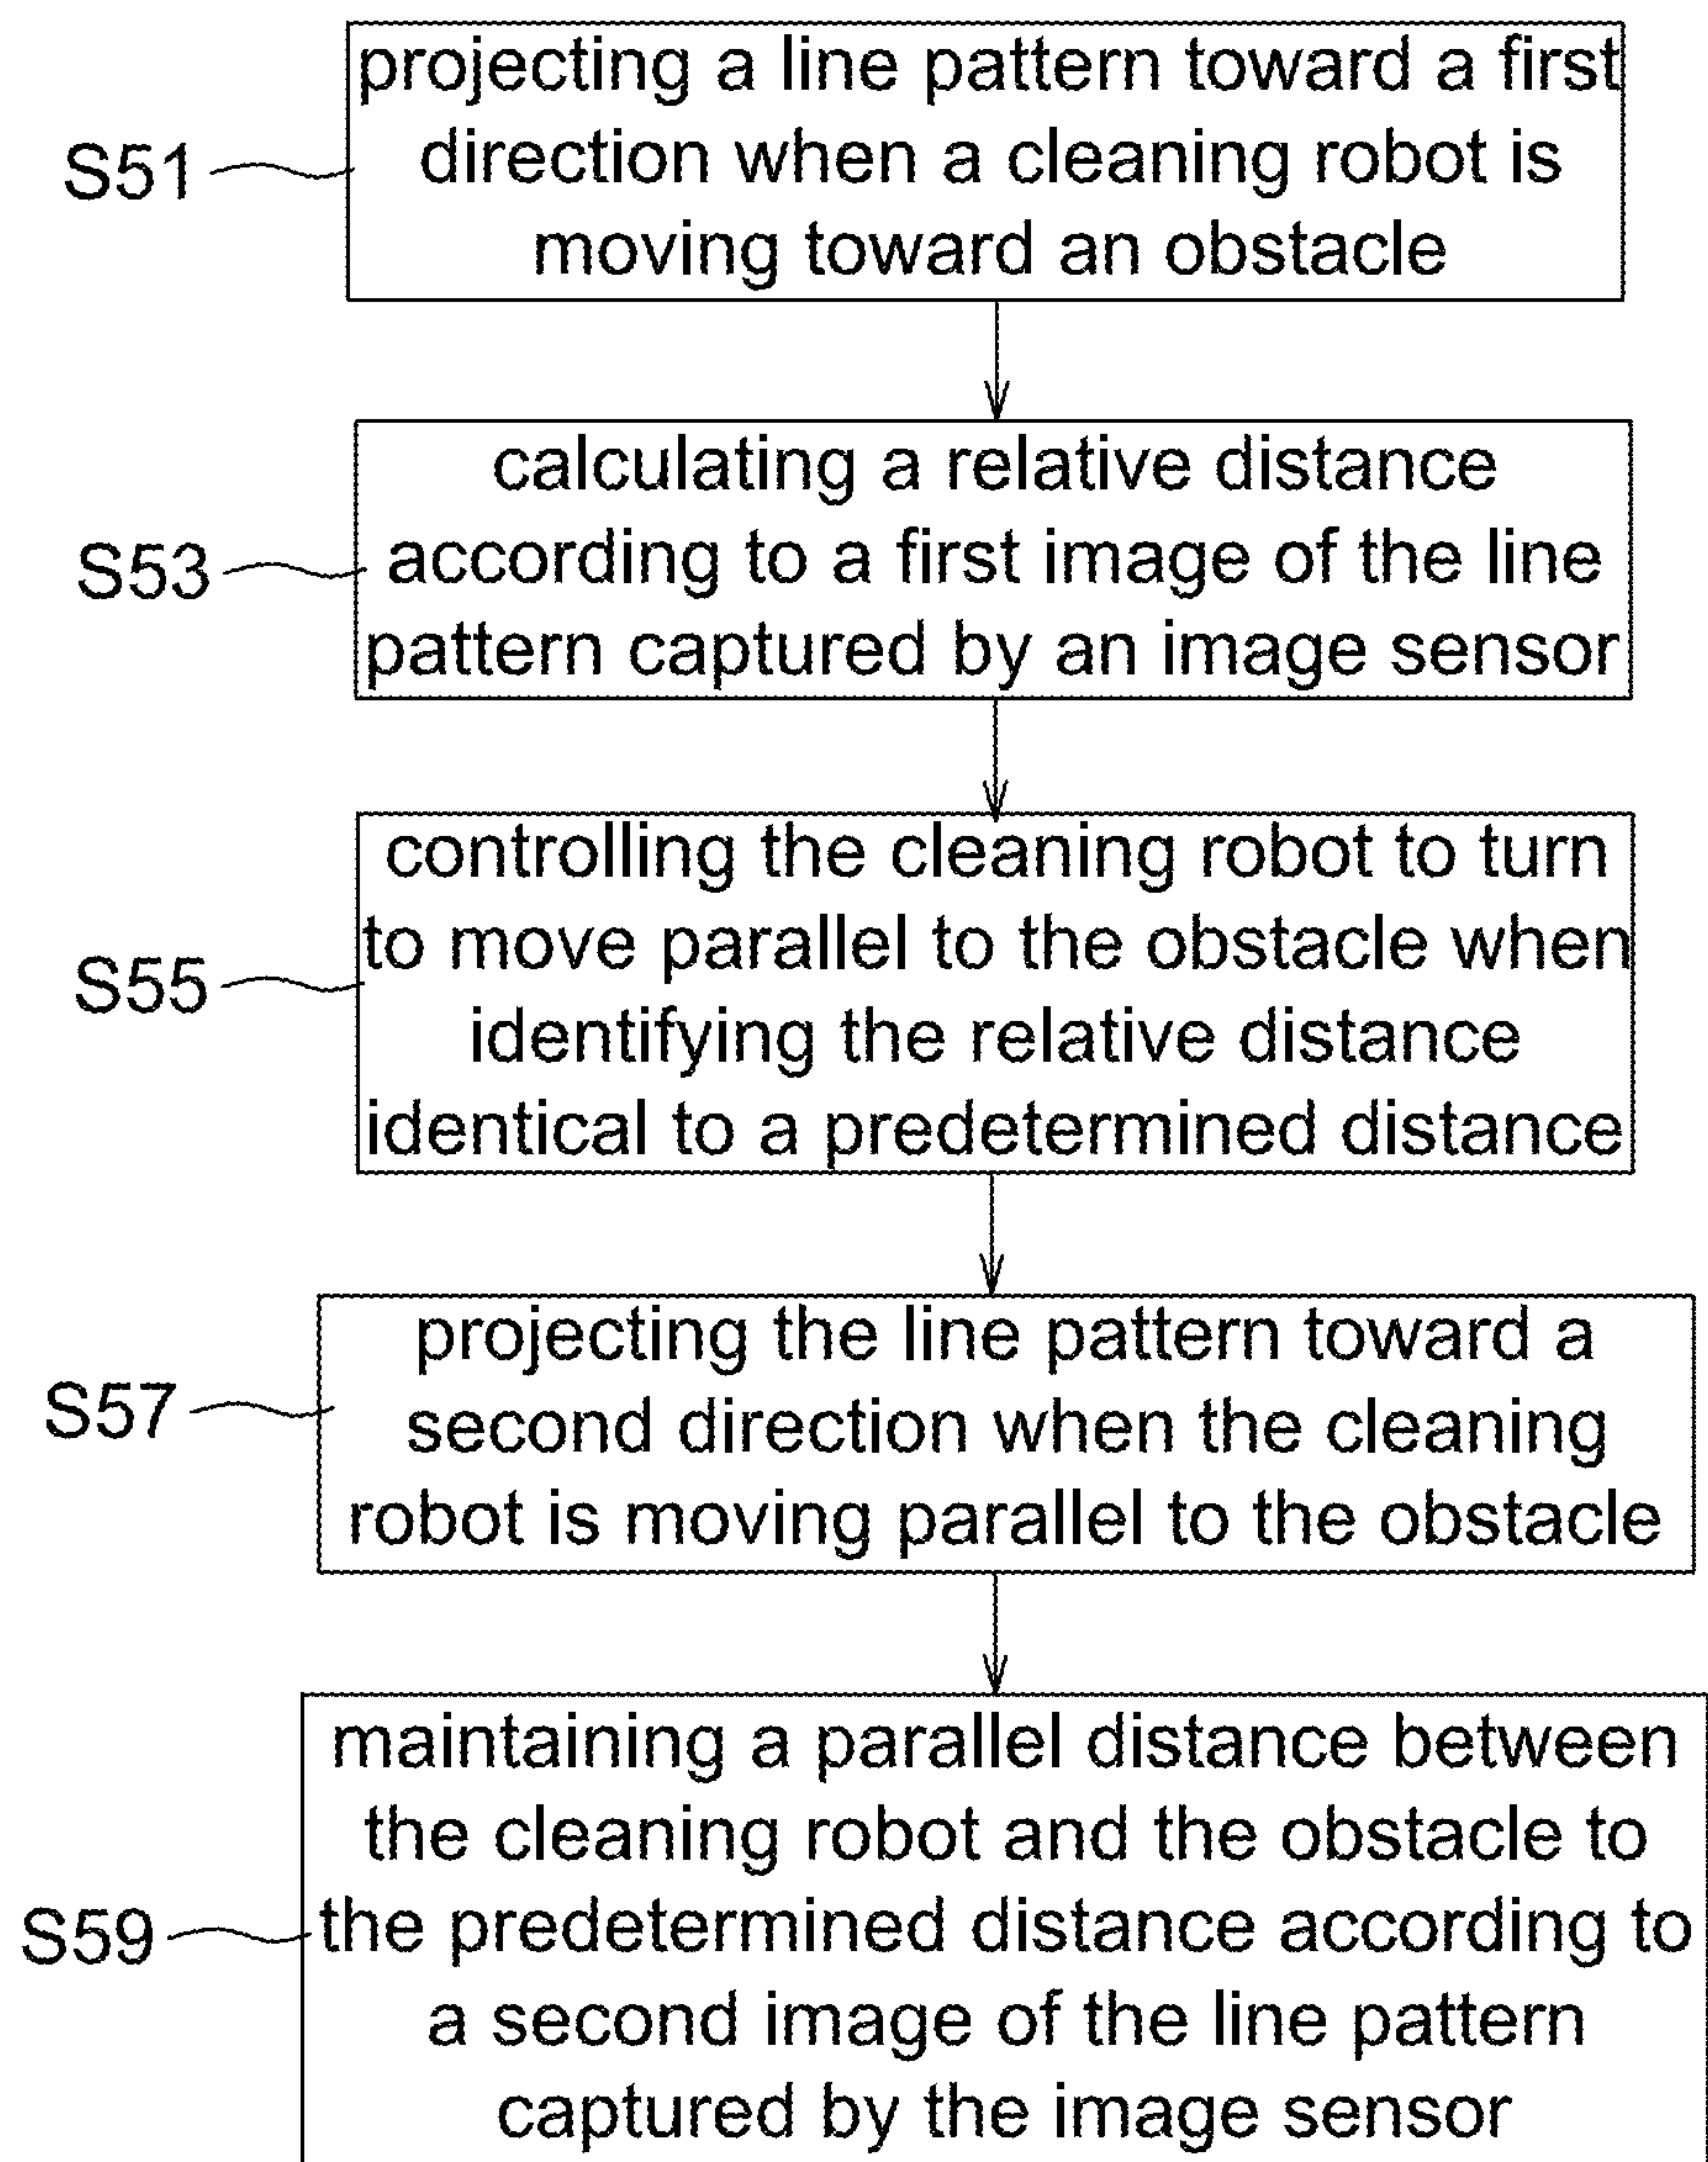 projecting a line pattern toward a first
S51
direction when a cleaning robot is
moving toward an obstacle
calculating a relative distance
S53
according to a first image of the line
pattern captured by an image sensor
controlling the cleaning robot to turn
to move parallel to the obstacle when
S55
identifying the relative distance
identical to a predetermined distance
projecting the line pattern toward a
S57
second direction when the cleaning
robot is moving parallel to the obstacle
maintaining a parallel distance between
the cleaning robot and the obstacle to
S59
the predetermined distance according to
a second image of the line pattern
captured by the image sensor